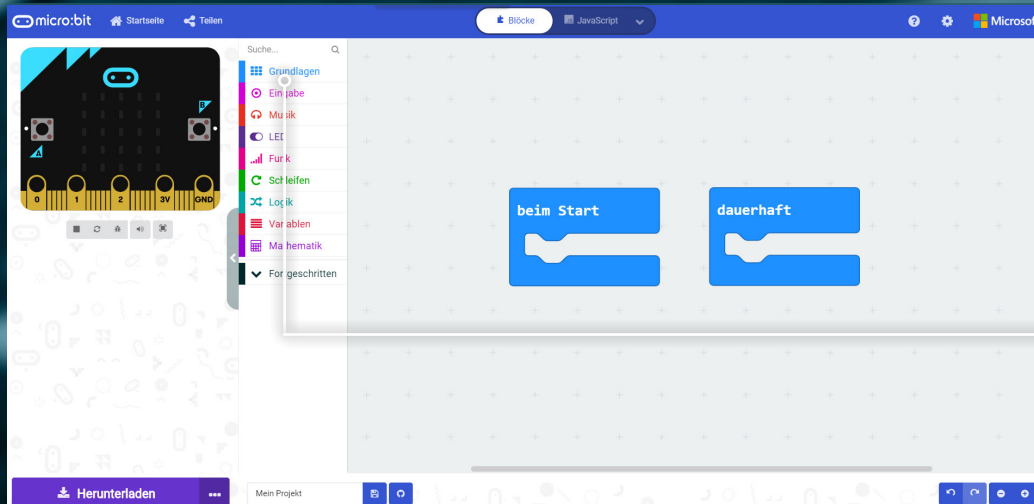 micro:bit
Startseite
Teilen
Blöcke
JavaScript
Microsoft
B
A
0
1
2
3V
GND
Suche...
Grundlagen
Eingabe
Musik
LED
Funk
Schleifen
Logik
Variablen
Mathematik
Fortgeschritten
beim Start
dauerhaft
Herunterladen
Mein Projekt